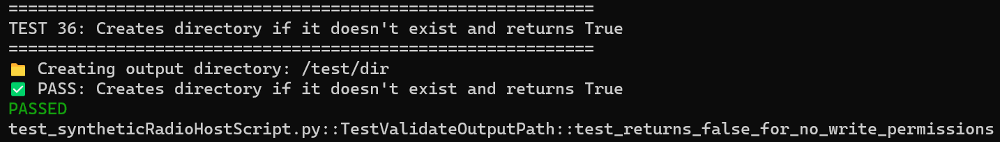 ============================================================
TEST 36: Creates directory if it doesn't exist and returns True
============================================================
📁 Creating output directory: /test/dir
✅ PASS: Creates directory if it doesn't exist and returns True
PASSED
test_syntheticRadioHostScript.py::TestValidateOutputPath::test_returns_false_for_no_write_permissions